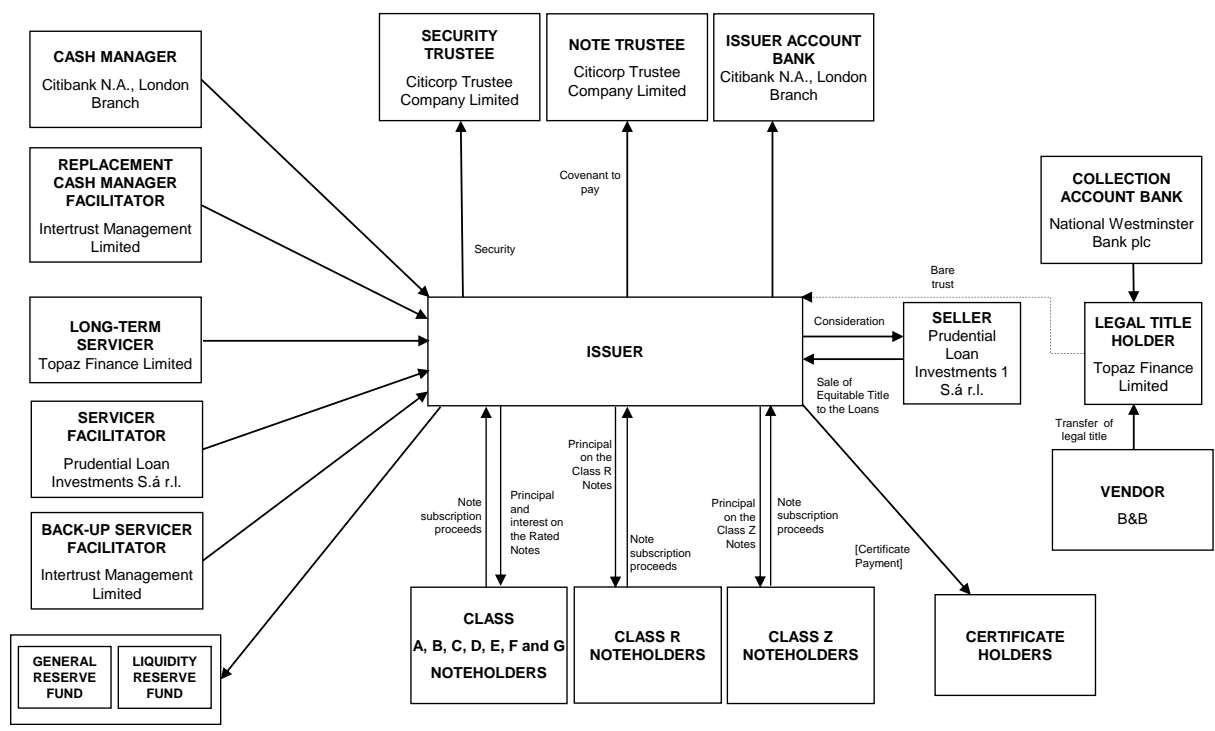 CASH MANAGER
Citibank N.A., London
Branch
SECURITY
TRUSTEE
Citicorp Trustee
Company Limited
NOTE TRUSTEE
Citicorp Trustee
Company Limited
ISSUER ACCOUNT
BANK
Citibank N.A., London
Branch
REPLACEMENT
CASH MANAGER
FACILITATOR
Intertrust Management
Limited
COLLECTION
ACCOUNT BANK
National Westminster
Bank plc
Security
Covenant to
pay
Bare
trust
LONG-TERM
SERVICER
Topaz Finance Limited
ISSUER
Consideration
SELLER
Prudential
Loan
Investments 1
S.á r.l.
LEGAL TITLE
HOLDER
Topaz Finance
Limited
Sale of
Equitable Title
to the Loans
Transfer of
legal title
SERVICER
FACILITATOR
Prudential Loan
Investments S.á r.l.
VENDOR
B&B
BACK-UP SERVICER
FACILITATOR
Intertrust Management
Limited
Note
subscription
proceeds
Principal
and
interest on
the Rated
Notes
Principal
on the
Class R
Notes
Note
subscription
proceeds
Principal
on the
Class Z
Notes
Note
subscription
proceeds
[Certificate
Payment]
GENERAL
RESERVE
FUND
LIQUIDITY
RESERVE
FUND
CLASS
A, B, C, D, E, F and G
NOTEHOLDERS
CLASS R
NOTEHOLDERS
CLASS Z
NOTEHOLDERS
CERTIFICATE
HOLDERS